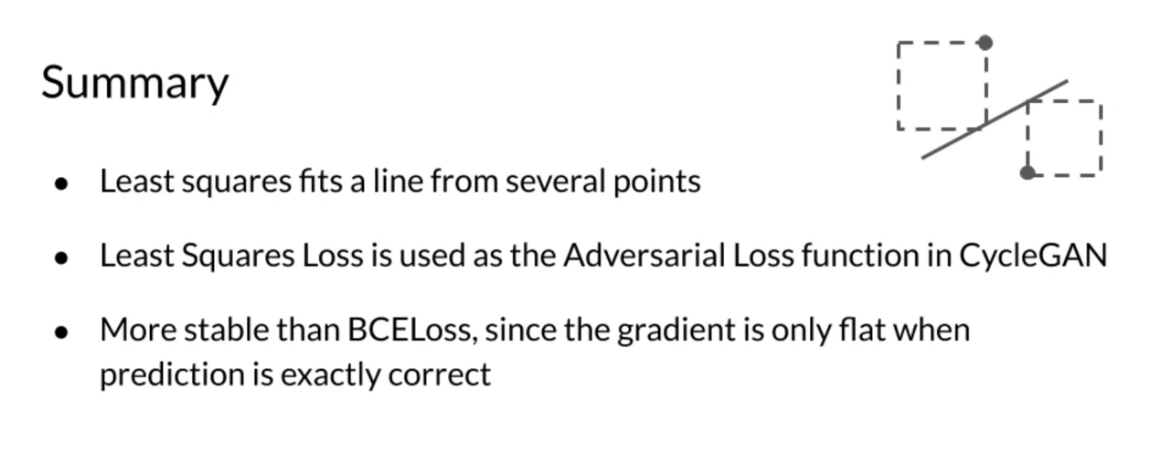 Summary
● Least squares fits a line from several points
● Least Squares Loss is used as the Adversarial Loss function in CycleGAN
● More stable than BCELoss, since the gradient is only flat when
prediction is exactly correct